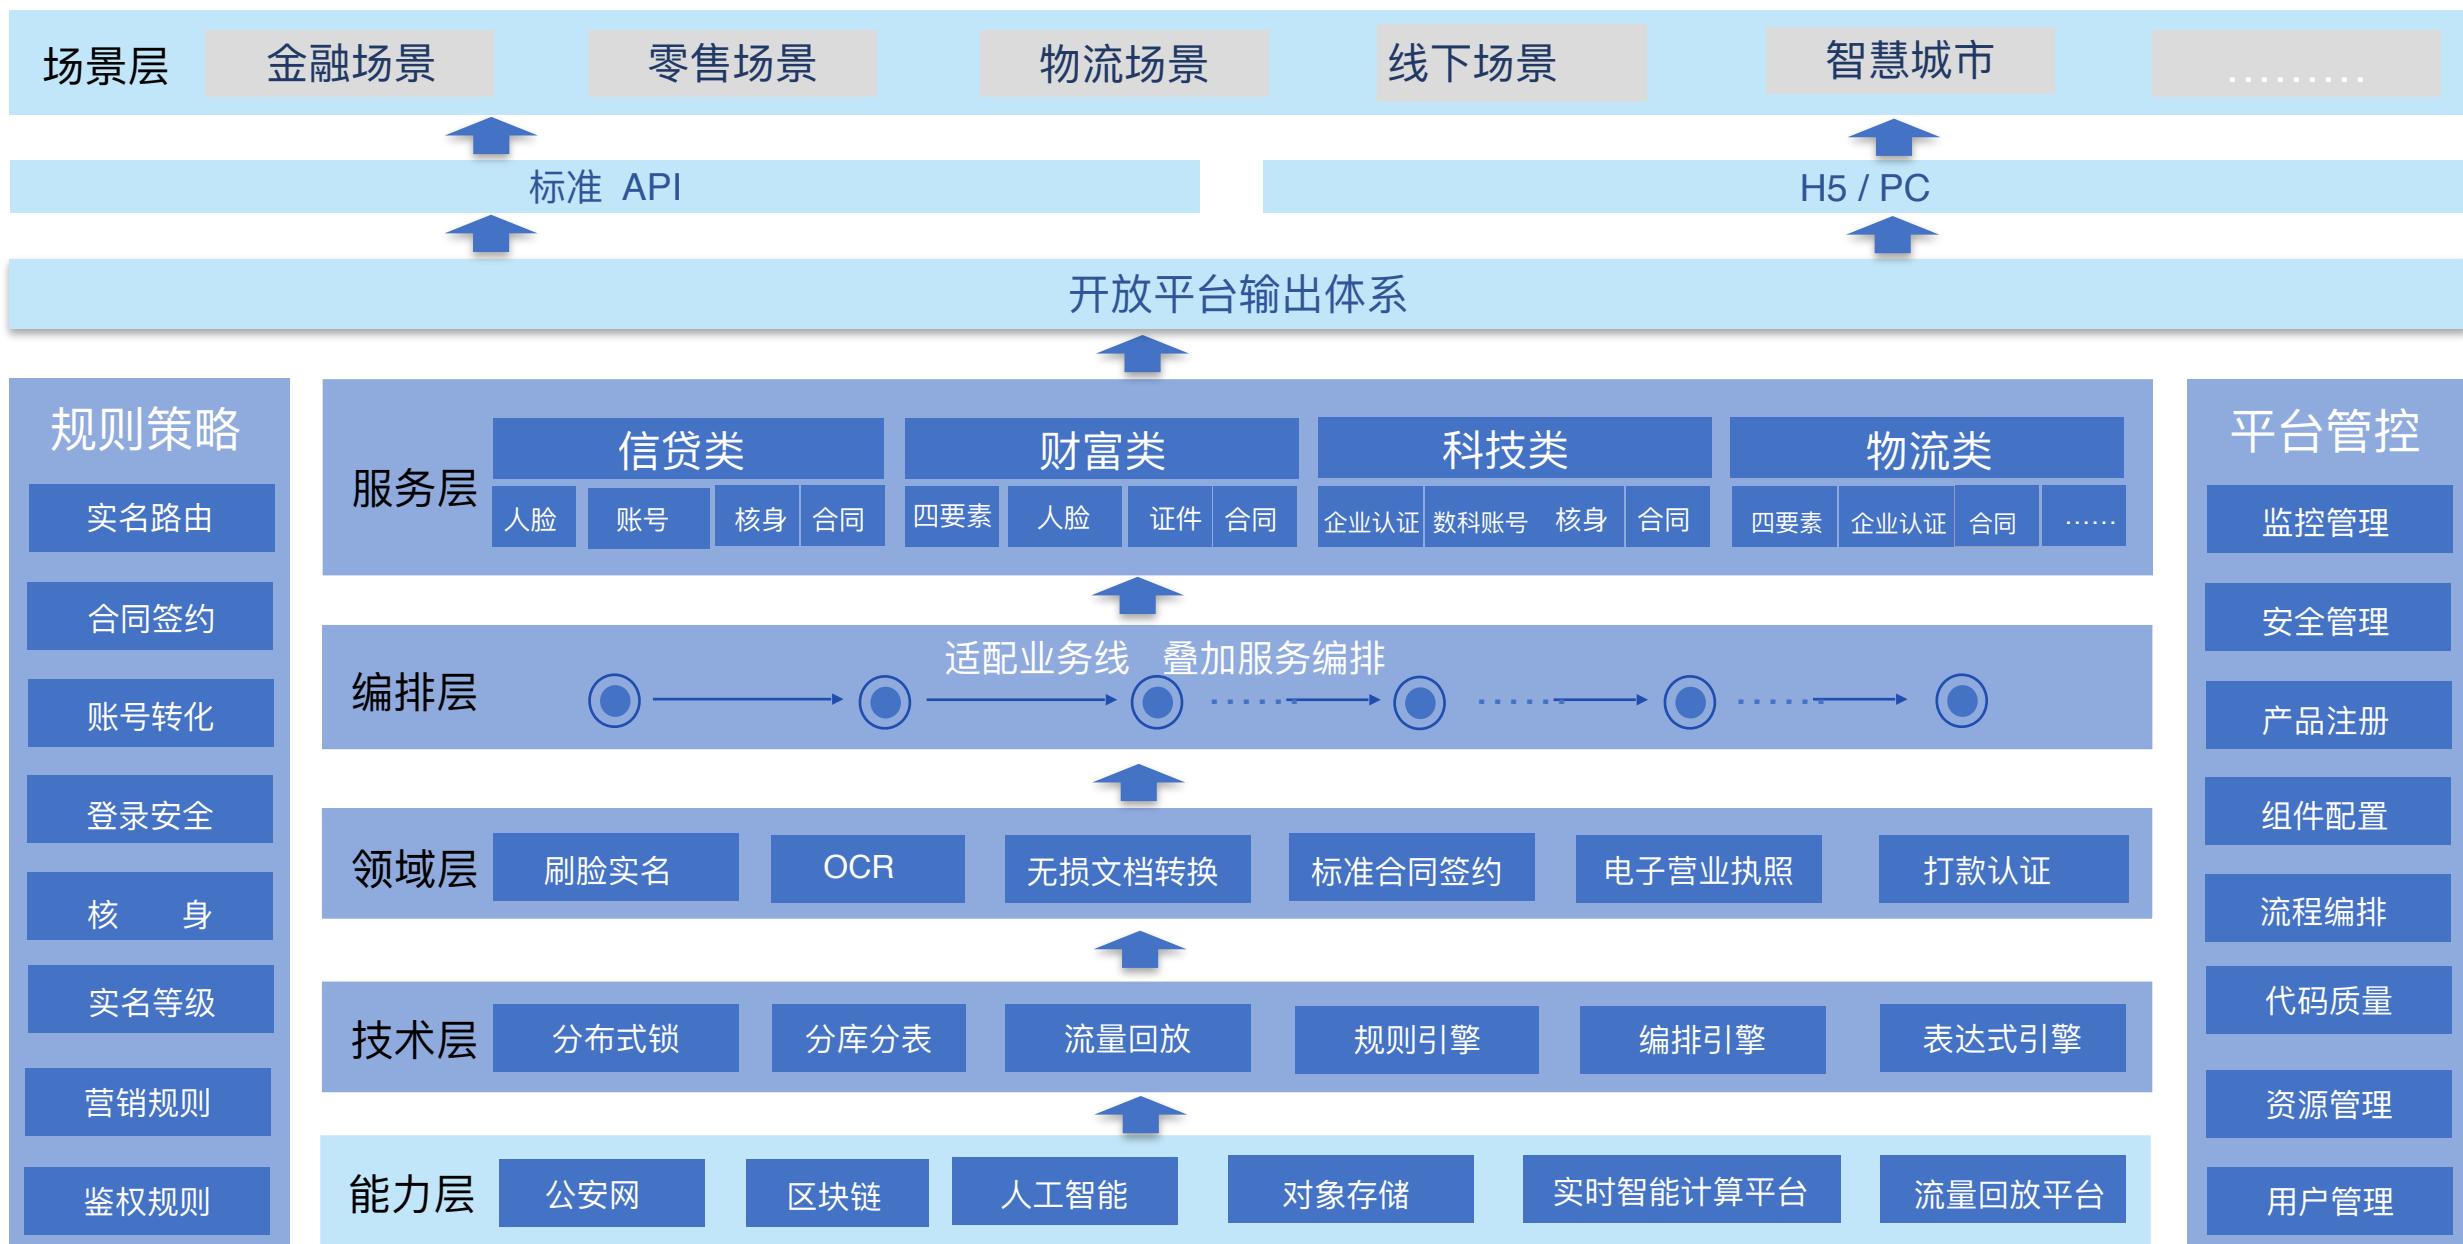 场景层 金融场景 零售场景 物流场景 线下场景 智慧城市 ………
标准 API H5 / PC
开放平台输出体系
规则策略
实名路由
合同签约
账号转化
登录安全
核 身
实名等级
营销规则
鉴权规则
服务层
信贷类 财富类 科技类 物流类
人脸 账号 核身 合同 四要素 人脸 证件 合同 企业认证 数科账号 核身 合同 四要素 企业认证 合同 ……
编排层
适配业务线 叠加服务编排
…… …… ……
领域层 刷脸实名 OCR 无损文档转换 标准合同签约 电子营业执照 打款认证
技术层 分布式锁 分库分表 流量回放 规则引擎 编排引擎 表达式引擎
能力层 公安网 区块链 人工智能 对象存储 实时智能计算平台 流量回放平台
平台管控
监控管理
安全管理
产品注册
组件配置
流程编排
代码质量
资源管理
用户管理